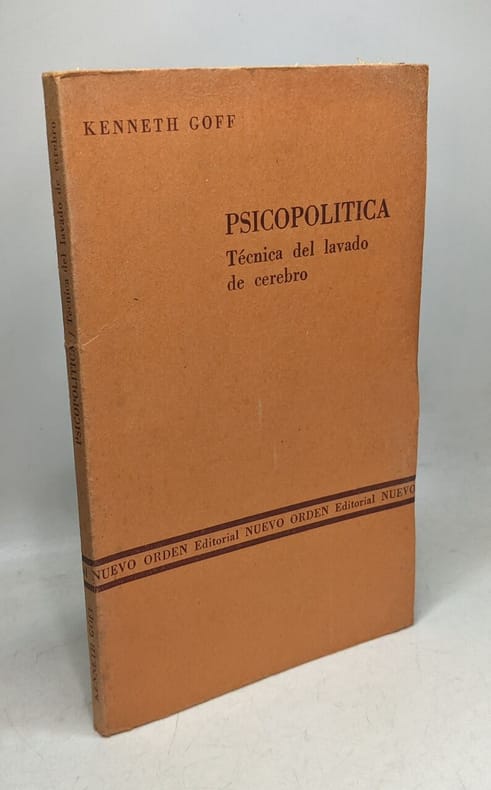 KENNETH GOFF
PSICOPOLITICA
Técnica del lavado
de cerebro
NUEVO ORDEN Editorial NUEVO ORDEN Editorial NUEVO
PSICOPOLITICA / Técnica del lavado de cerebro
KENNETH GOFF